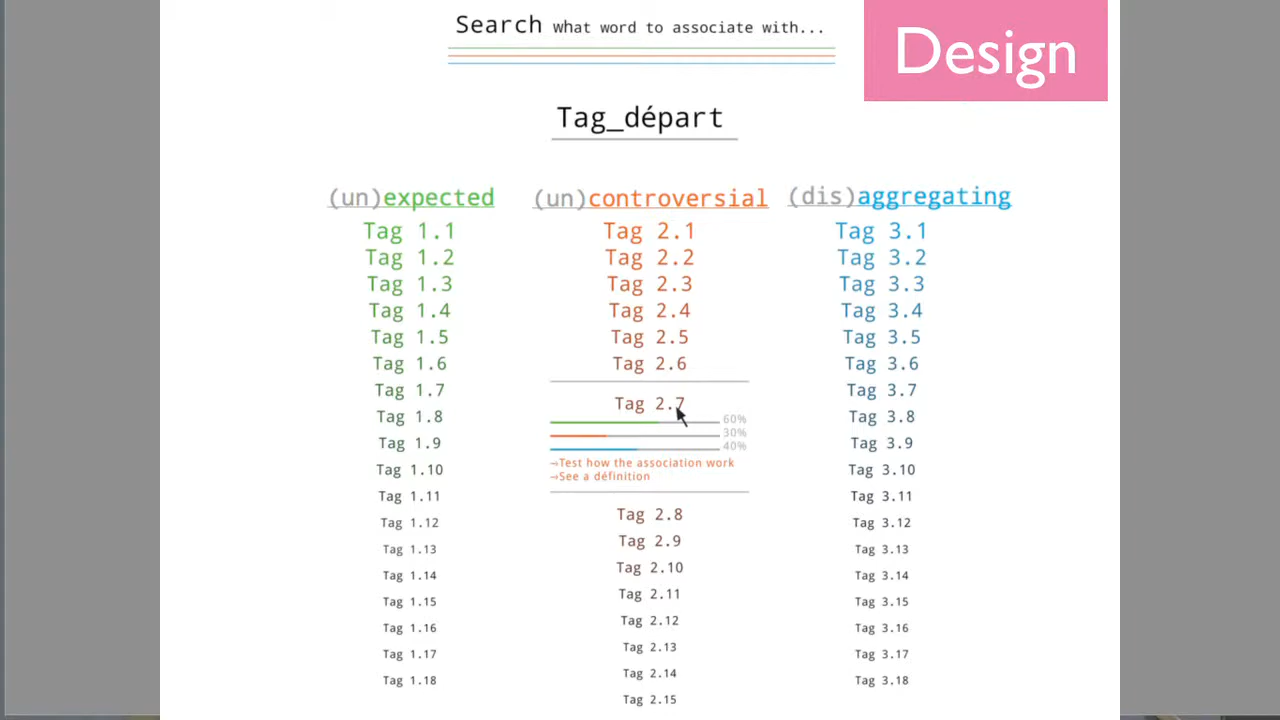 Search what word to associate with...
Design
Tag_départ
(un)expected
Tag 1.1
Tag 1.2
Tag 1.3
Tag 1.4
Tag 1.5
Tag 1.6
Tag 1.7
Tag 1.8
Tag 1.9
Tag 1.10
Tag 1.11
Tag 1.12
Tag 1.13
Tag 1.14
Tag 1.15
Tag 1.16
Tag 1.17
Tag 1.18
(un)controversial
Tag 2.1
Tag 2.2
Tag 2.3
Tag 2.4
Tag 2.5
Tag 2.6
Tag 2.7
60%
30%
40%
→Test how the association work
→See a définition
Tag 2.8
Tag 2.9
Tag 2.10
Tag 2.11
Tag 2.12
Tag 2.13
Tag 2.14
Tag 2.15
(dis)aggregating
Tag 3.1
Tag 3.2
Tag 3.3
Tag 3.4
Tag 3.5
Tag 3.6
Tag 3.7
Tag 3.8
Tag 3.9
Tag 3.10
Tag 3.11
Tag 3.12
Tag 3.13
Tag 3.14
Tag 3.15
Tag 3.16
Tag 3.17
Tag 3.18